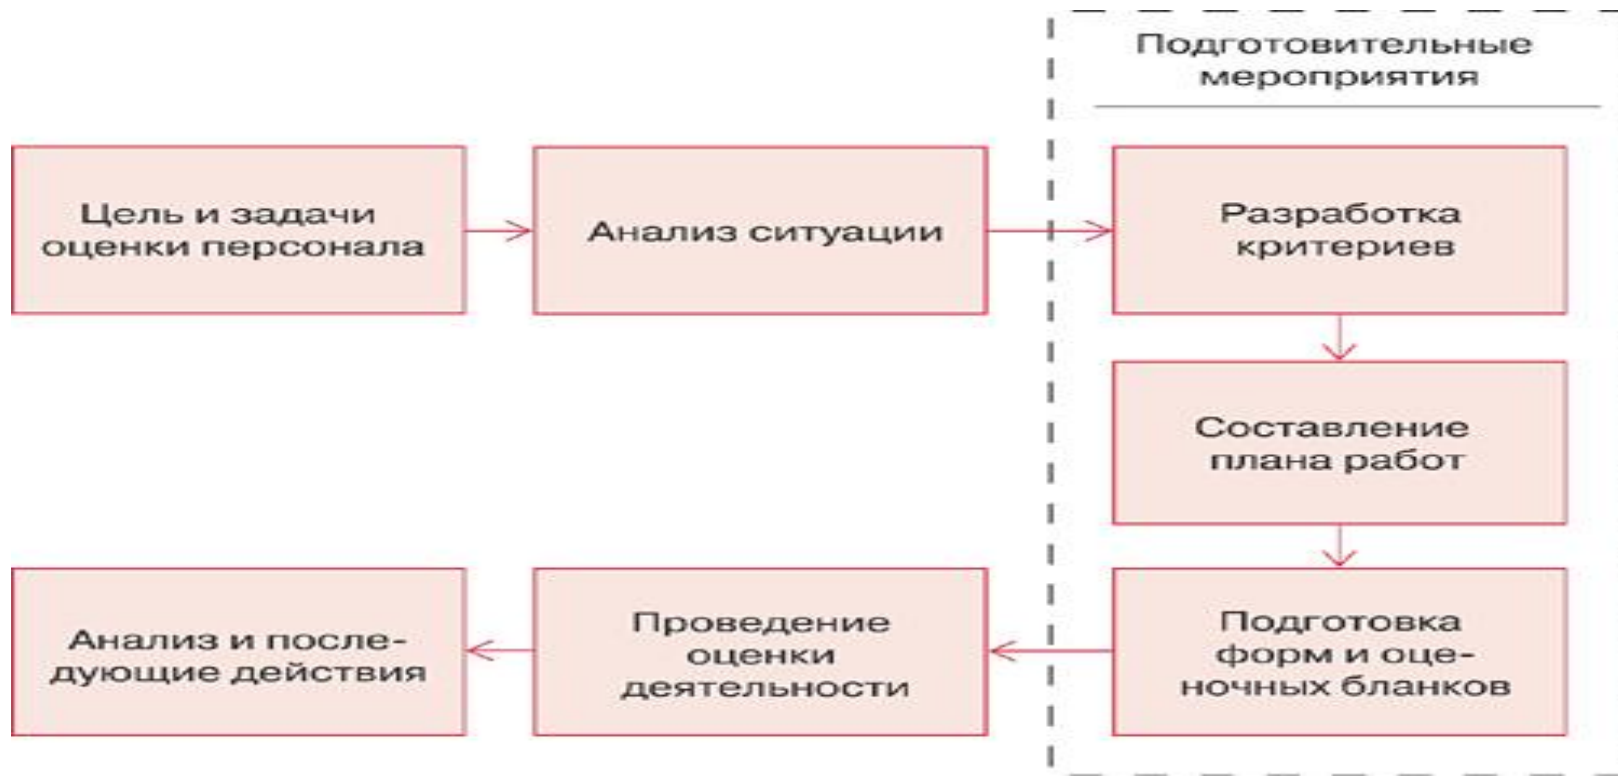 Подготовительные
мероприятия
Цель и задачи
оценки персонала
Анализ ситуации
Разработка
критериев
Составление
плана работ
Подготовка
форм и оце-
ночных бланков
Проведение
оценки
деятельности
Анализ и после-
дующие действия